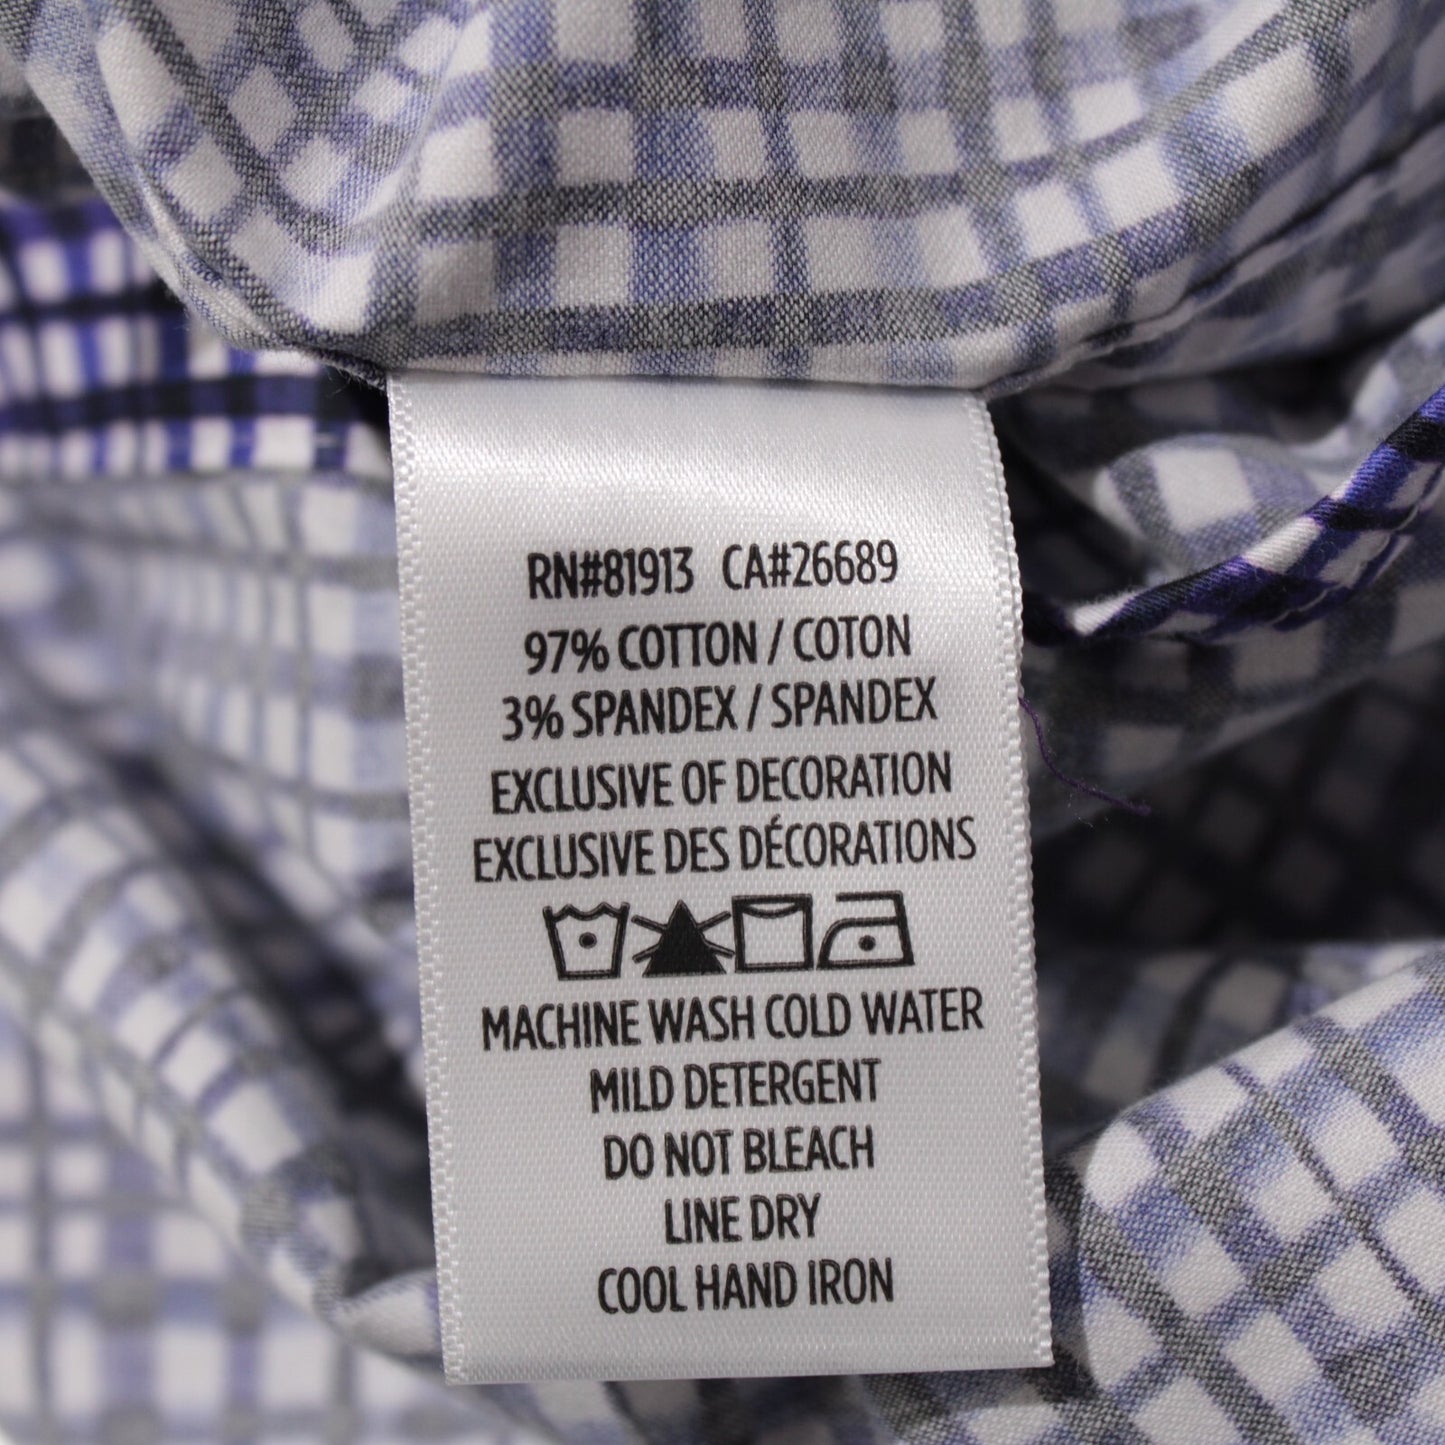 RN#81913 CA#26689
97% COTTON / COTON
3% SPANDEX / SPANDEX
EXCLUSIVE OF DECORATION
EXCLUSIVE DES DÉCORATIONS
MACHINE WASH COLD WATER
MILD DETERGENT
DO NOT BLEACH
LINE DRY
COOL HAND IRON